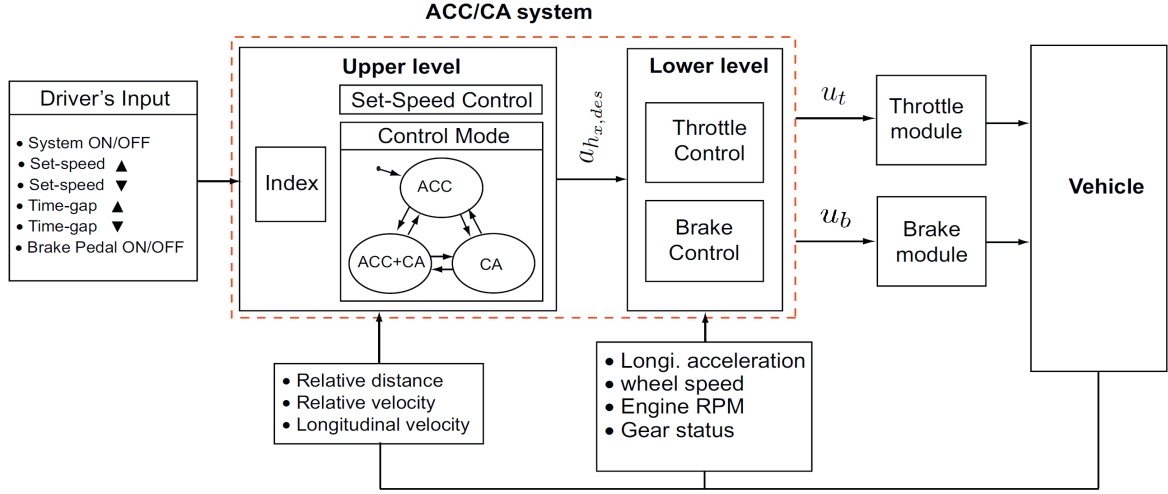 ACC/CA system
Driver's Input
• System ON/OFF
• Set-speed ▲
• Set-speed ▼
• Time-gap ▲
• Time-gap ▼
• Brake Pedal ON/OFF
Upper level
Set-Speed Control
Control Mode
Index
ACC
ACC+CA
CA
a_{h_{x,des}}
Lower level
Throttle
Control
Brake
Control
u_t
u_b
Throttle
module
Brake
module
Vehicle
• Relative distance
• Relative velocity
• Longitudinal velocity
• Longi. acceleration
• wheel speed
• Engine RPM
• Gear status